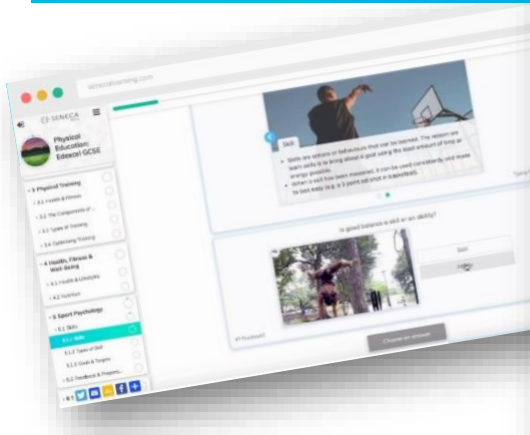 senecalearning.com
SENECA
Physical
Education:
Edexcel GCSE
3 Physical Training
3.1 Health & Fitness
3.2 The Components of ...
3.3 Types of Training
3.4 Optimising Training
4 Health, Fitness &
Well-Being
4.1 Health & Lifestyles
4.2 Nutrition
5 Sport Psychology
5.1 Skills
5.1.1 Skills
5.1.2 Types of Skill
5.1.3 Goals & Targets
5.2 Feedback &
Skill
Skills are actions or behaviours that can be learned. The reason we
learn skills is to bring about a goal using the least amount of time or
energy possible.
When a skill has been mastered, it can be used consistently and made
to look easy (e.g. a 3 point
in basketball).
Is good balance a skill or an ability?
Skill
Feedback
Choose an answer